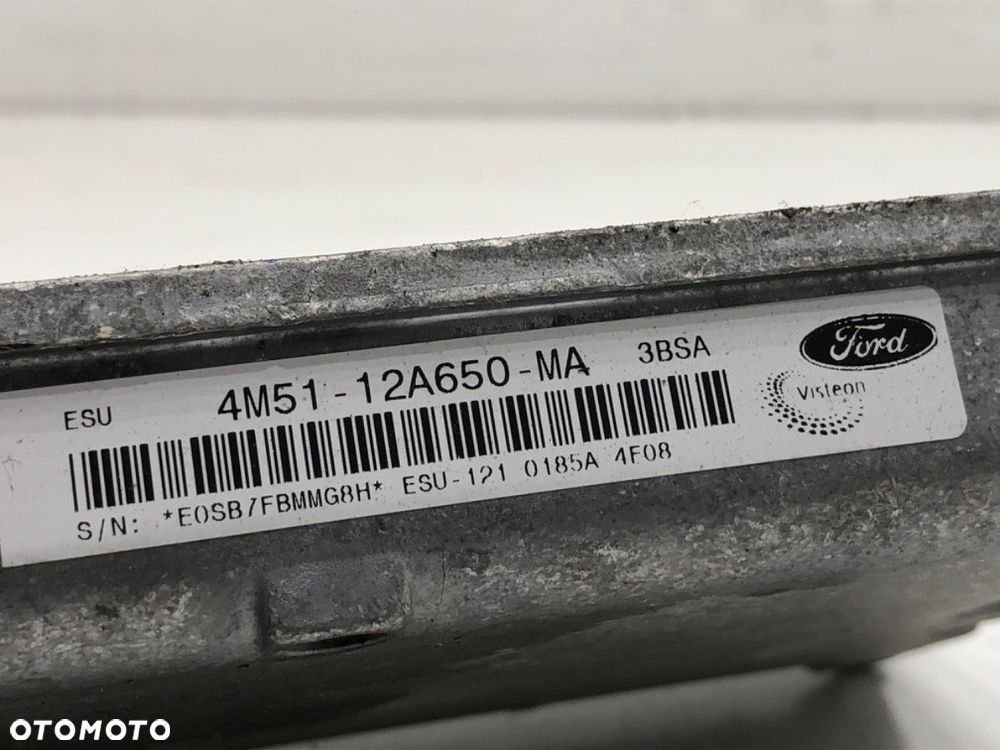 ESU 4M51-12A650-MA 3BSA
Ford
Visteon
S/N: *E0SB7FBMMG8H* ESU-121 0185A 4F08
OTOMOTO